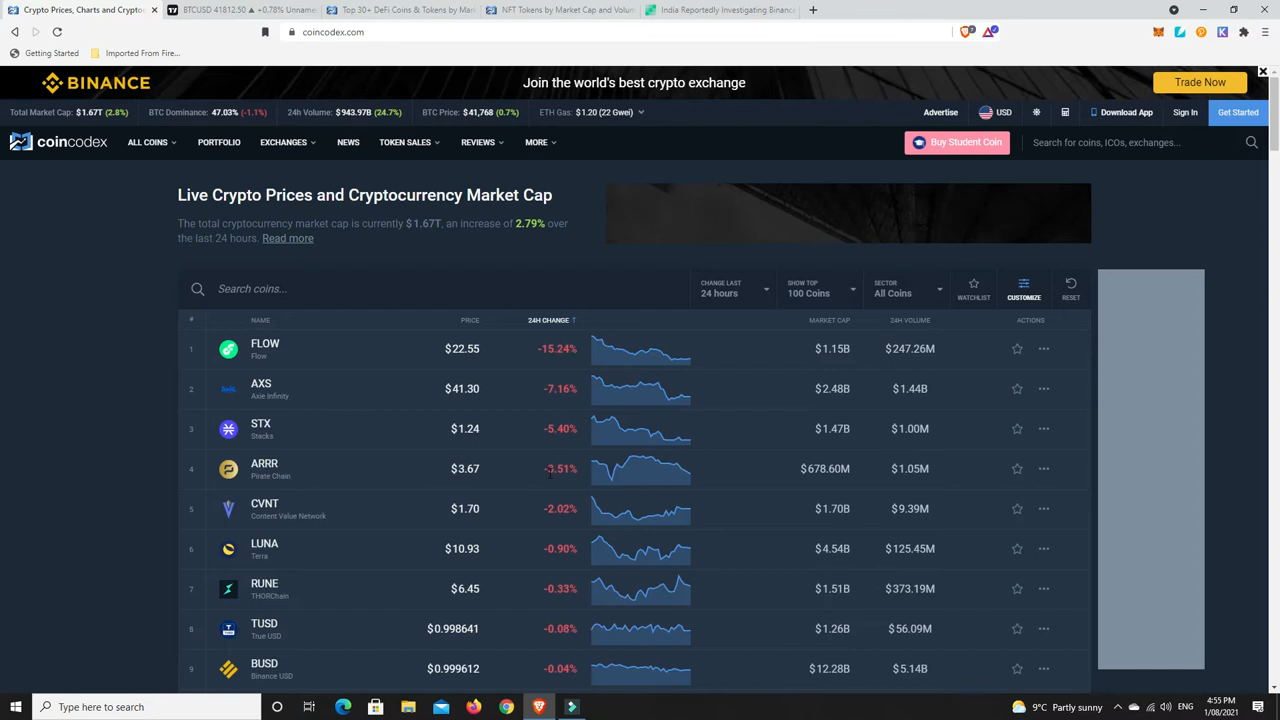 Crypto Prices, Charts and Cryptocu
BTCUSD 41812.50 ▲ +0.78% Unname
Top 30+ DeFi Coins & Tokens by Mar
NFT Tokens by Market Cap and Volum
India Reportedly Investigating Binanc
coincodex.com
Getting Started
Imported From Fire...
BINANCE
Join the world's best crypto exchange
Trade Now
Total Market Cap: $1.67T (2.8%)
BTC Dominance: 47.03% (-1.1%)
24h Volume: $943.97B (24.7%)
BTC Price: $41,768 (0.7%)
ETH Gas: $1.20 (22 Gwei)
Advertise
USD
Download App
Sign In
Get Started
coincodex
ALL COINS
PORTFOLIO
EXCHANGES
NEWS
TOKEN SALES
REVIEWS
MORE
Buy Student Coin
Search for coins, ICOs, exchanges...
Live Crypto Prices and Cryptocurrency Market Cap
The total cryptocurrency market cap is currently $1.67T, an increase of 2.79% over
the last 24 hours. Read more
Search coins...
CHANGE LAST
24 hours
SHOW TOP
100 Coins
SECTOR
All Coins
WATCHLIST
CUSTOMIZE
RESET
# NAME PRICE 24H CHANGE ↑ MARKET CAP 24H VOLUME ACTIONS
1 FLOW $22.55 -15.24% $1.15B $247.26M
Flow
2 AXS $41.30 -7.16% $2.48B $1.44B
Axie Infinity
3 STX $1.24 -5.40% $1.47B $1.00M
Stacks
4 ARRR $3.67 -3.51% $678.60M $1.05M
Pirate Chain
5 CVNT $1.70 -2.02% $1.70B $9.39M
Content Value Network
6 LUNA $10.93 -0.90% $4.54B $125.45M
Terra
7 RUNE $6.45 -0.33% $1.51B $373.19M
THORChain
8 TUSD $0.998641 -0.08% $1.26B $56.09M
True USD
9 BUSD $0.999612 -0.04% $12.28B $5.14B
Binance USD
Type here to search
9°C Partly sunny
4:55 PM
1/08/2021